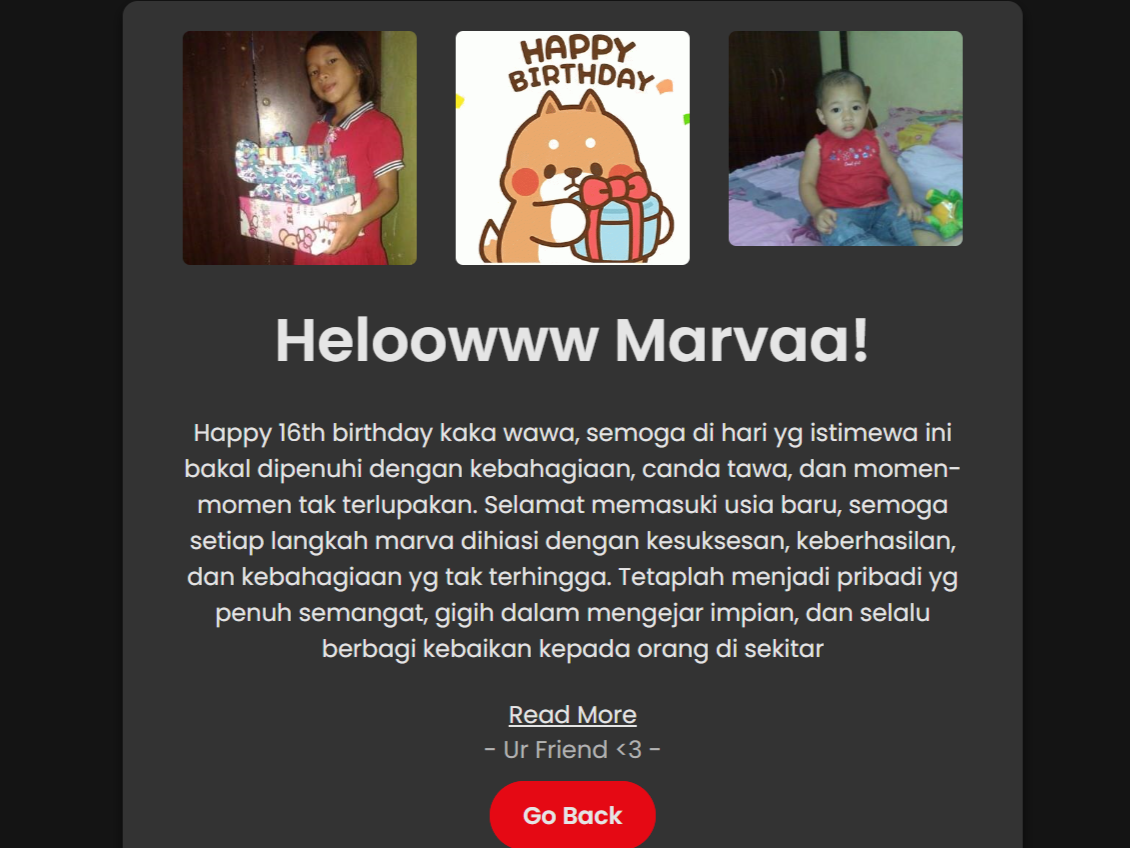 HAPPY
BIRTHDAY
Heloowww Marvaa!
Happy 16th birthday kaka wawa, semoga di hari yg istimewa ini
bakal dipenuhi dengan kebahagiaan, canda tawa, dan momen-
momen tak terlupakan. Selamat memasuki usia baru, semoga
setiap langkah marva dihiasi dengan kesuksesan, keberhasilan,
dan kebahagiaan yg tak terhingga. Tetaplah menjadi pribadi yg
penuh semangat, gigih dalam mengejar impian, dan selalu
berbagi kebaikan kepada orang di sekitar
Read More
- Ur Friend <3 -
Go Back